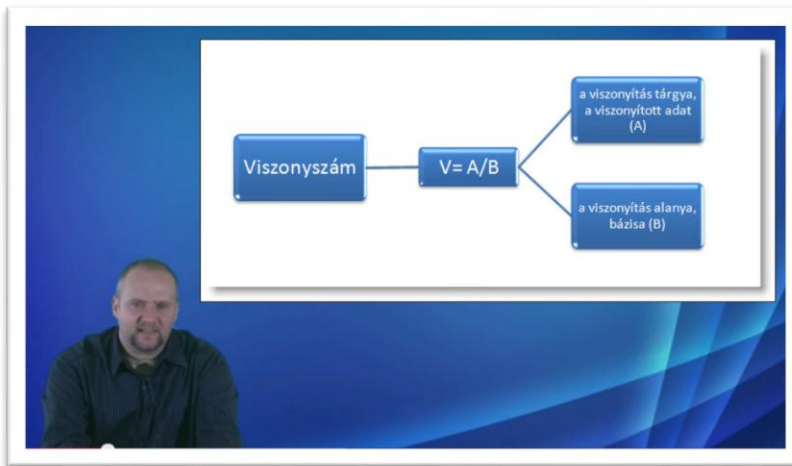 Viszonyszám
V= A/B
a viszonyítás tárgya,
a viszonyított adat
(A)
a viszonyítás alanya,
bázisa (B)